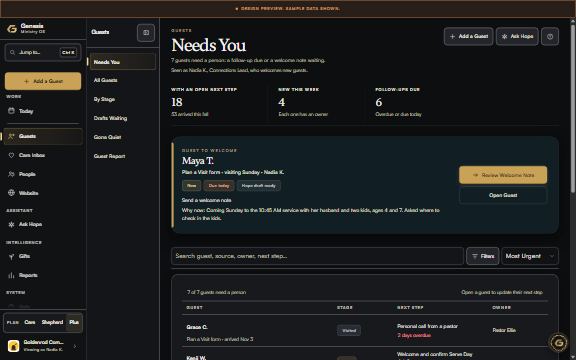 DESIGN PREVIEW. SAMPLE DATA SHOWN.
Genesis
Ministry OS
Jump to...
Ctrl K
+ Add a Guest
WORK
Today
Guests
Care Inbox
People
Website
ASSISTANT
Ask Hope
INTELLIGENCE
Gifts
Reports
SYSTEM
PLAN Care Shepherd Plus
Goldenrod Com...
Viewing as Nadia K.
Guests
Needs You
All Guests
By Stage
Drafts Waiting
Gone Quiet
Guest Report
GUESTS
Needs You
7 guests need a person: a follow-up due or a welcome note waiting.
Seen as Nadia K., Connections Lead, who welcomes new guests.
+ Add a Guest
Ask Hope
WITH AN OPEN NEXT STEP
18
53 arrived this fall
NEW THIS WEEK
4
Each one has an owner
FOLLOW-UPS DUE
6
Overdue or due today
GUEST TO WELCOME
Maya T.
Plan a Visit form · visiting Sunday · Nadia K.
New
Due today
Hope draft ready
Send a welcome note
Why now: Coming Sunday to the 10:45 AM service with her husband and two kids, ages 4 and 7. Asked where to
check in the kids.
→ Review Welcome Note
Open Guest
Search guest, source, owner, next step...
Filters
Most Urgent
7 of 7 guests need a person
Open a guest to update their next step.
GUEST
STAGE
NEXT STEP
OWNER
Grace C.
Plan a Visit form · arrived Nov 3
Visited
Personal call from a pastor
2 days overdue
Pastor Ellie
Kenji W.
Welcome and confirm Serve Day